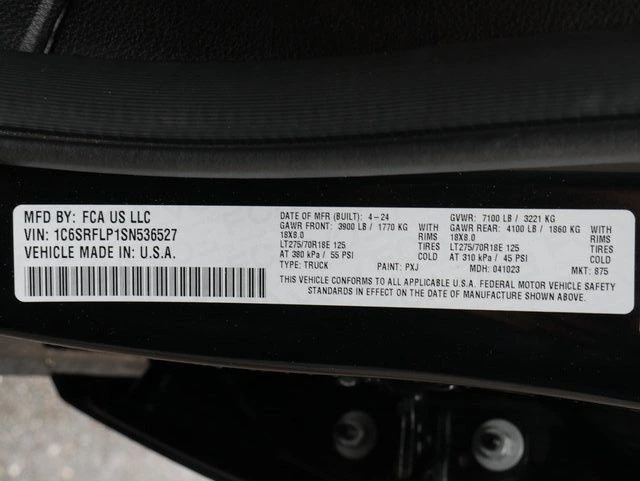 MFD BY: FCA US LLC
VIN: 1C6SRFLP1SN536527
VEHICLE MADE IN: U.S.A.
DATE OF MFR (BUILT): 4-24 GVWR: 7100 LB / 3221 KG
GAWR FRONT: 3900 LB / 1770 KG WITH GAWR REAR: 4100 LB / 1860 KG WITH
18X8.0 RIMS 18X8.0 RIMS
LT275/70R18E 125 TIRES LT275/70R18E 125 TIRES
AT 380 kPa / 55 PSI COLD AT 310 kPa / 45 PSI COLD
TYPE: TRUCK PAINT: PXJ MDH: 041023 MKT: 875
THIS VEHICLE CONFORMS TO ALL APPLICABLE U.S.A. FEDERAL MOTOR VEHICLE SAFETY
STANDARDS IN EFFECT ON THE DATE OF MANUFACTURE SHOWN ABOVE.